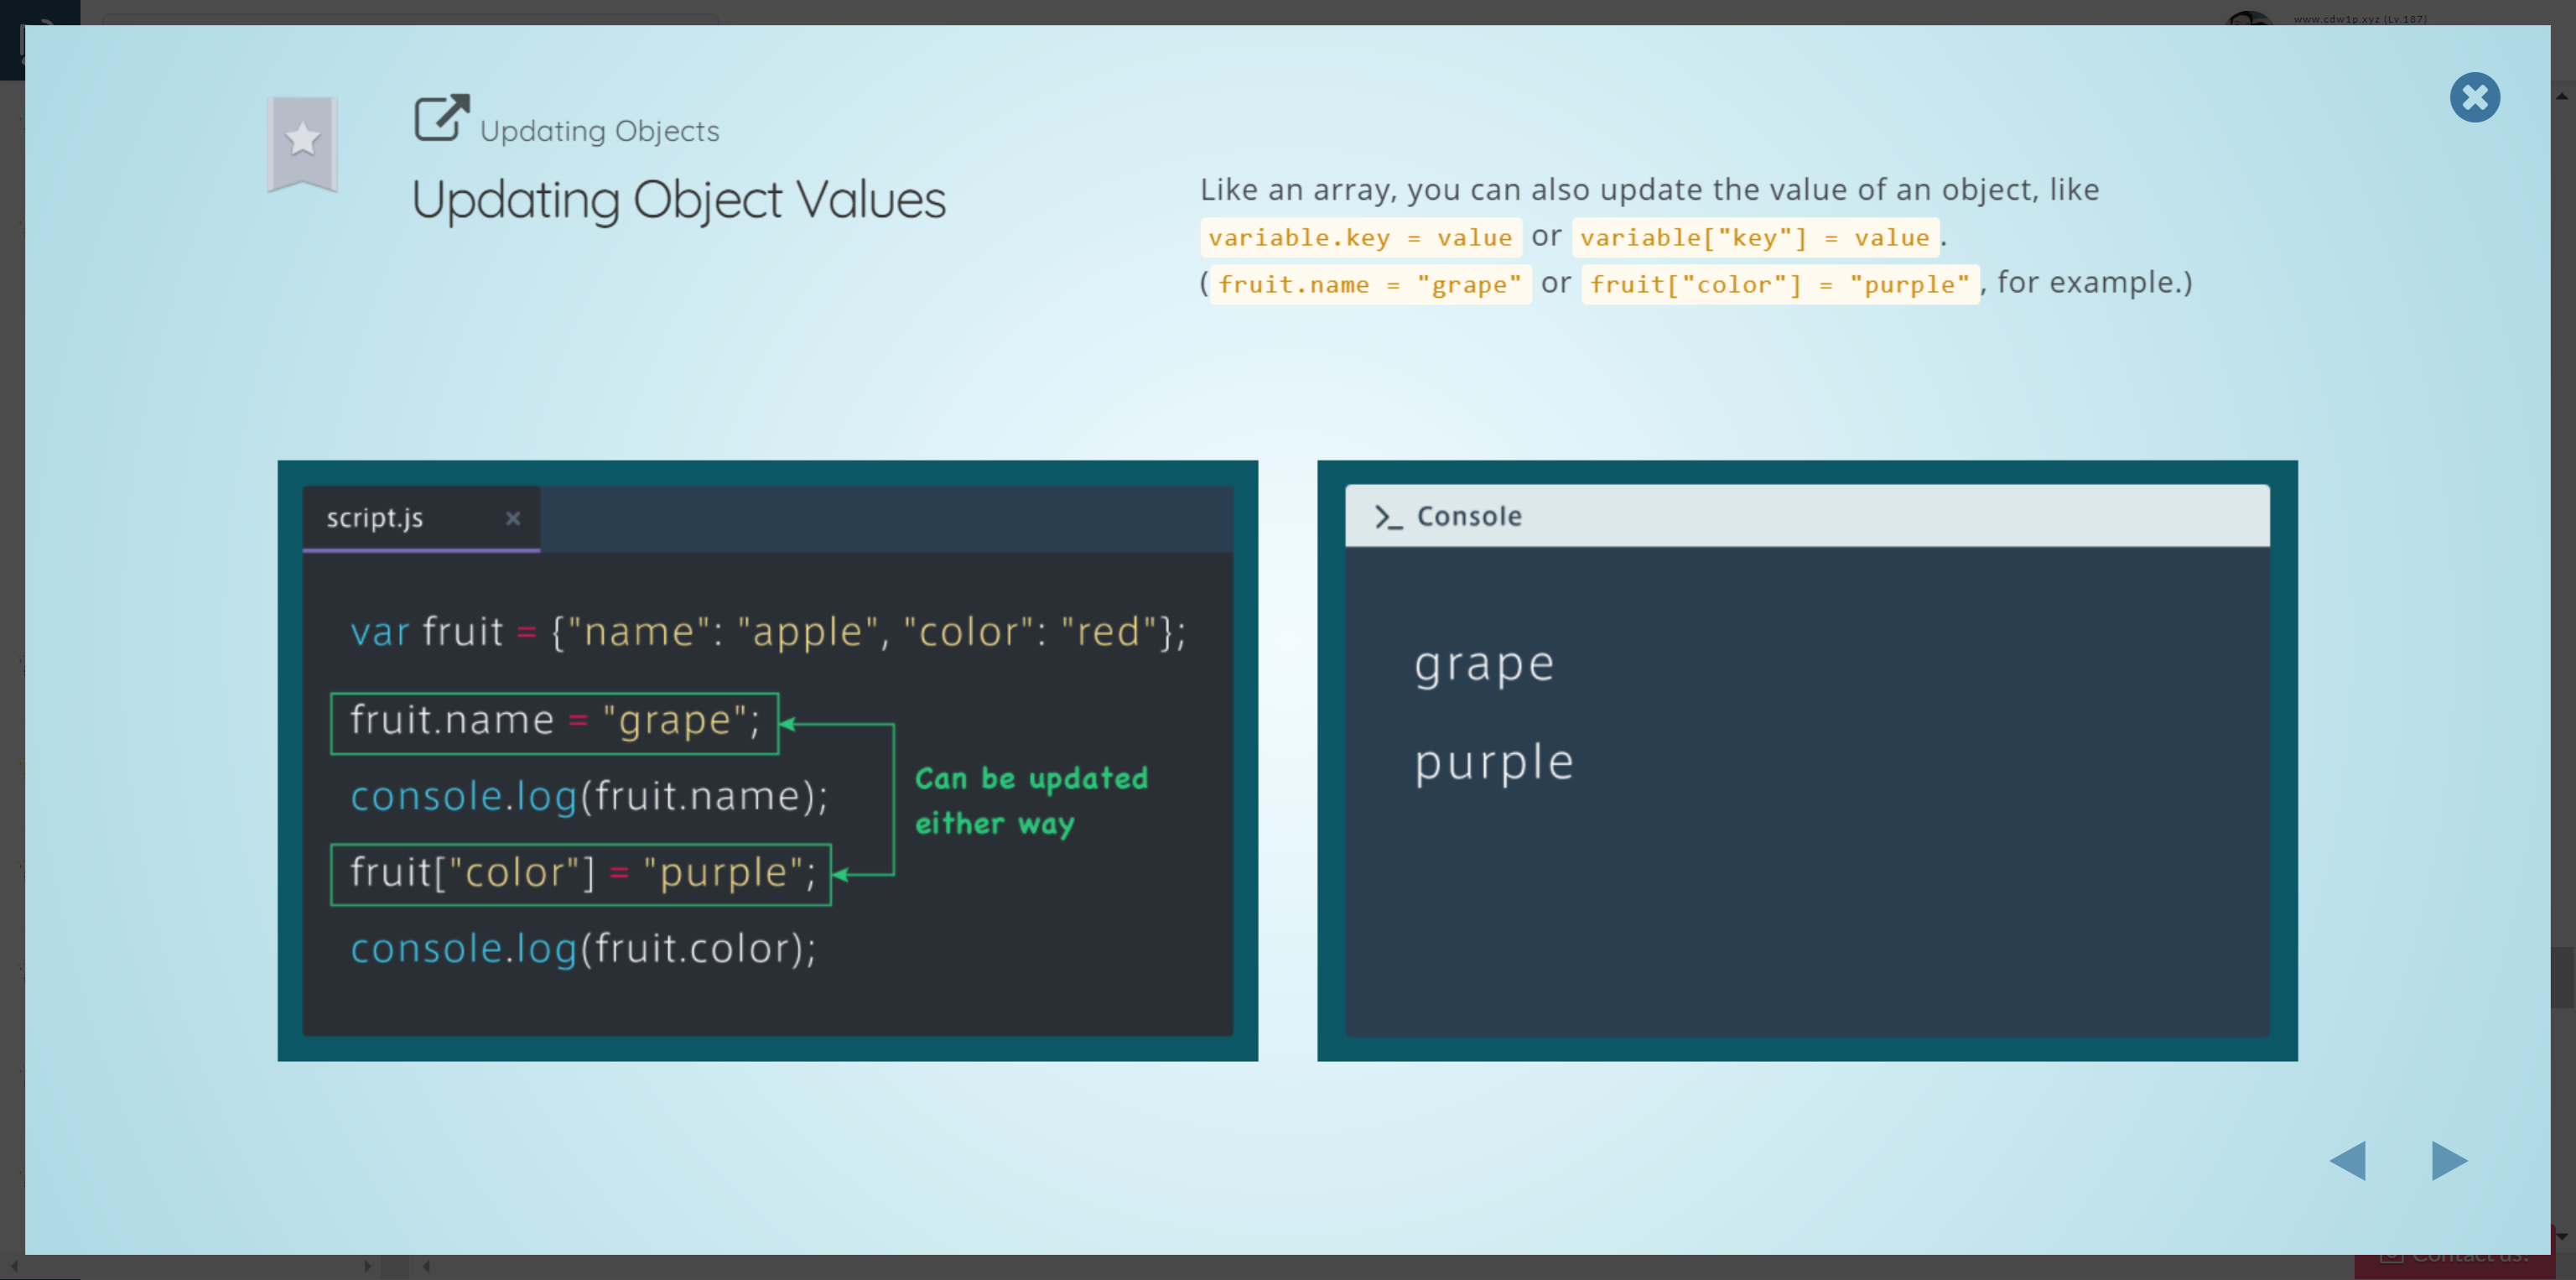 www.cdw1p.xyz (Lv.187)
Updating Objects
Updating Object Values
Like an array, you can also update the value of an object, like
variable.key = value or variable["key"] = value.
(fruit.name = "grape" or fruit["color"] = "purple", for example.)
script.js
var fruit = {"name": "apple", "color": "red"};
fruit.name = "grape";
console.log(fruit.name);
Can be updated
either way
fruit["color"] = "purple";
console.log(fruit.color);
>_ Console
grape
purple
Contact us!